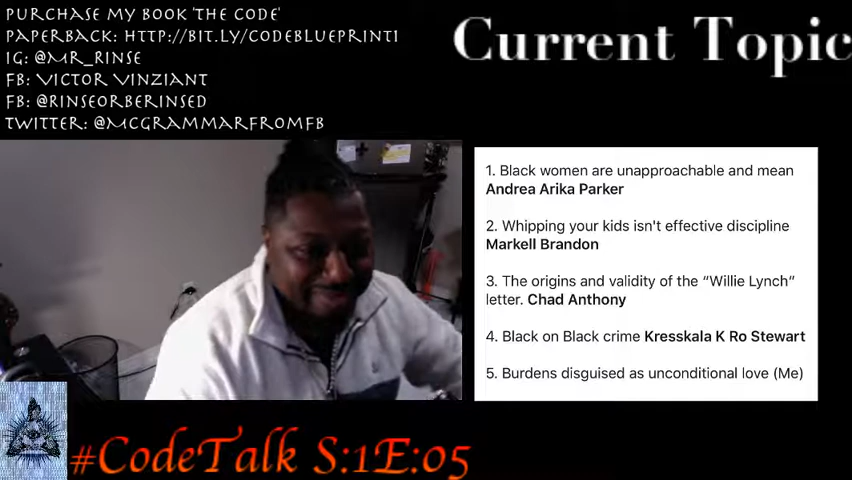 PURCHASE MY BOOK 'THE CODE'
PAPERBACK: HTTP://BIT.LY/CODEBLUEPRINT1
IG: @MR_RINSE
FB: VICTOR VINZIANT
FB: @RINSEORBERINSED
TWITTER: @MCGRAMMARFROMFB
Current Topic
1. Black women are unapproachable and mean
Andrea Arika Parker
2. Whipping your kids isn't effective discipline
Markell Brandon
3. The origins and validity of the “Willie Lynch”
letter. Chad Anthony
4. Black on Black crime Kresskala K Ro Stewart
5. Burdens disguised as unconditional love (Me)
#CodeTalk S:1E:05